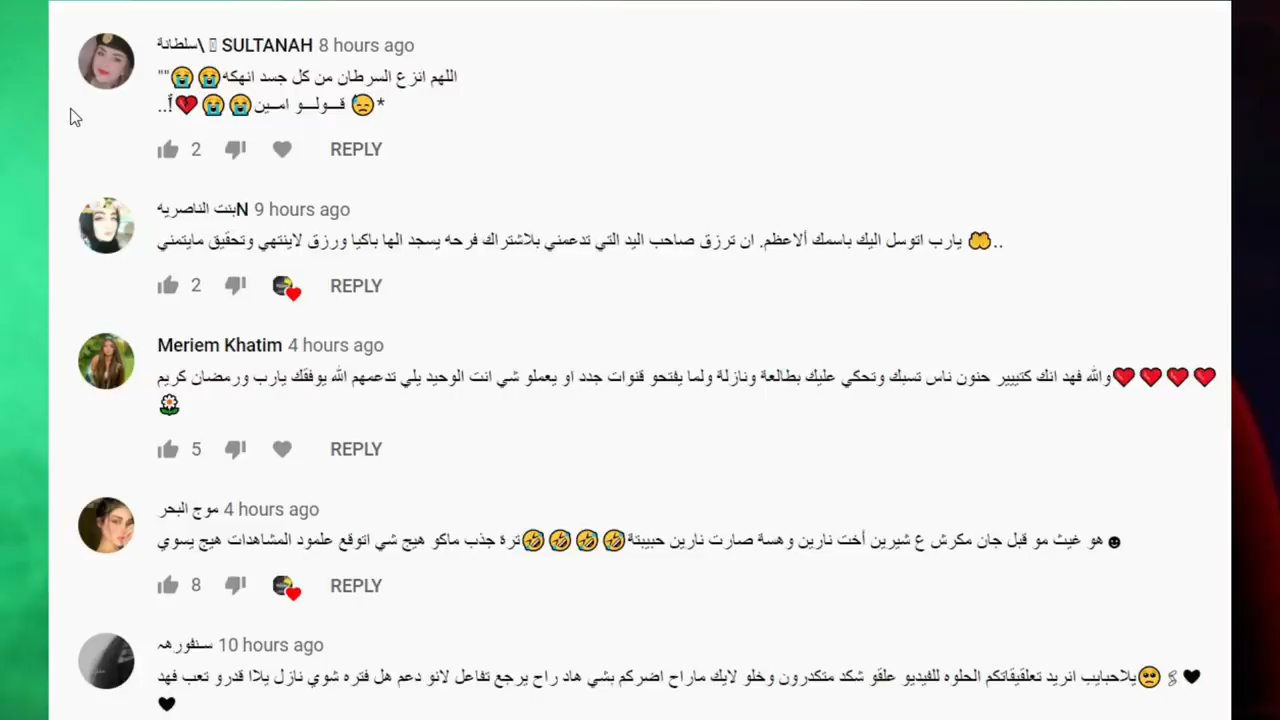 سلطانة\ SULTANAH 8 hours ago
""😭😭اللهم انزع السرطان من كل جسد انهكه
..!💔😭😭قـــولـــو امـــين 😓*
2 REPLY
بنت الناصريهN 9 hours ago
يارب اتوسل اليك باسمك ألاعظم. ان ترزق صاحب اليد التي تدعمني بلاشتراك فرحه يسجد الها باكيا ورزق لاينتهي وتحقيق مايتمني 🤲..
2 REPLY
Meriem Khatim 4 hours ago
والله فهد انك كتييير حنون ناس تسبك وتحكي عليك بطالعة ونازلة ولما يفتحو قنوات جدد او يعملو شي انت الوحيد يلي تدعمهم الله يوفقك يارب ورمضان كريم❤️❤️❤️❤️
🌼
5 REPLY
موج البحر 4 hours ago
هو غيث مو قبل جان مكرش ع شيرين أخت نارين وهسة صارت نارين حبيبتة🤣🤣🤣🤣ترة جذب ماكو هيج شي اتوقع علمود المشاهدات هيج يسوي ☻
8 REPLY
سـنفورهہ 10 hours ago
يلاحبايب انريد تعلقيقاتكم الحلوه للفيديو علقو شكد متكدرون وخلو لايك ماراح اضركم بشي هاد راح يرجع تفاعل لانو دعم هل فتره شوي نازل يلاا قدرو تعب فهد🥺 🖤
🖤